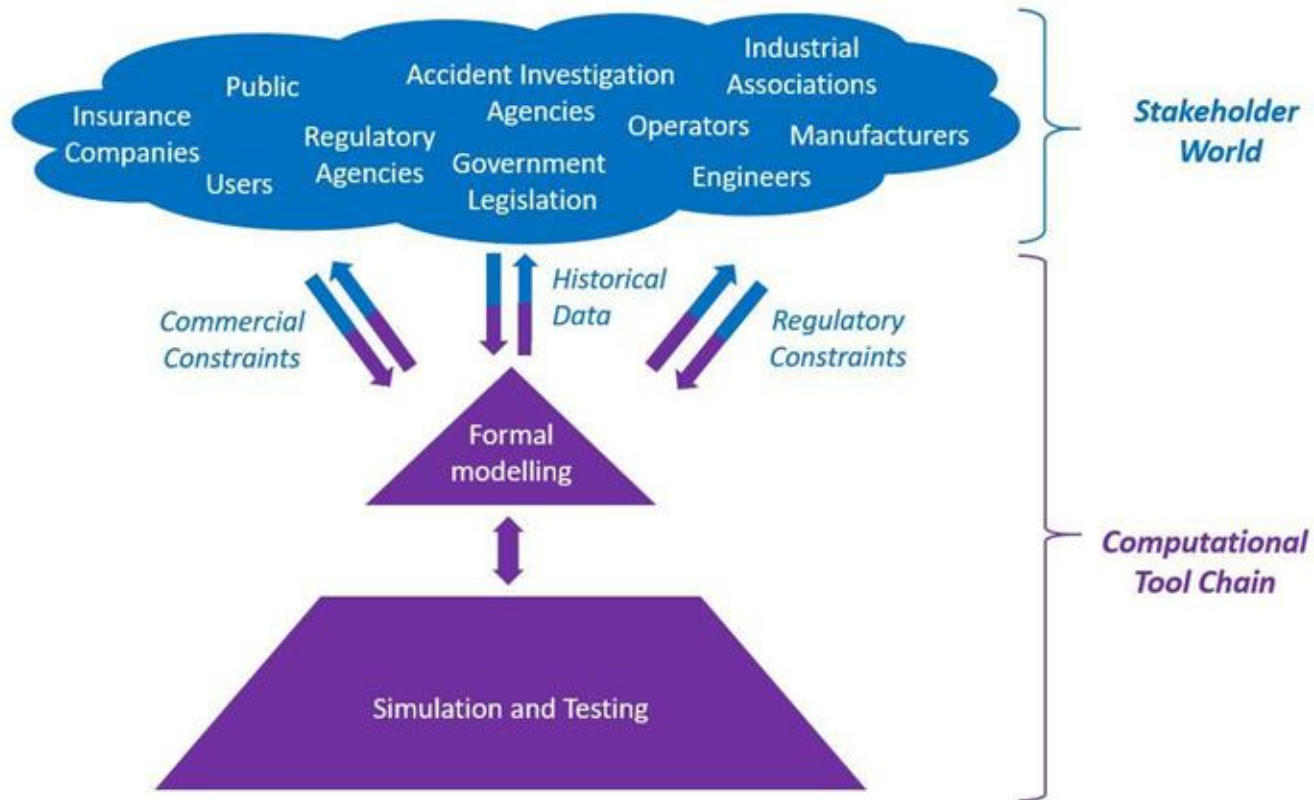 Public
Accident Investigation
Agencies
Industrial
Associations
Insurance
Companies
Regulatory
Agencies
Operators
Manufacturers
Users
Government
Legislation
Engineers
Stakeholder
World
Commercial
Constraints
Historical
Data
Regulatory
Constraints
Formal
modelling
Computational
Tool Chain
Simulation and Testing